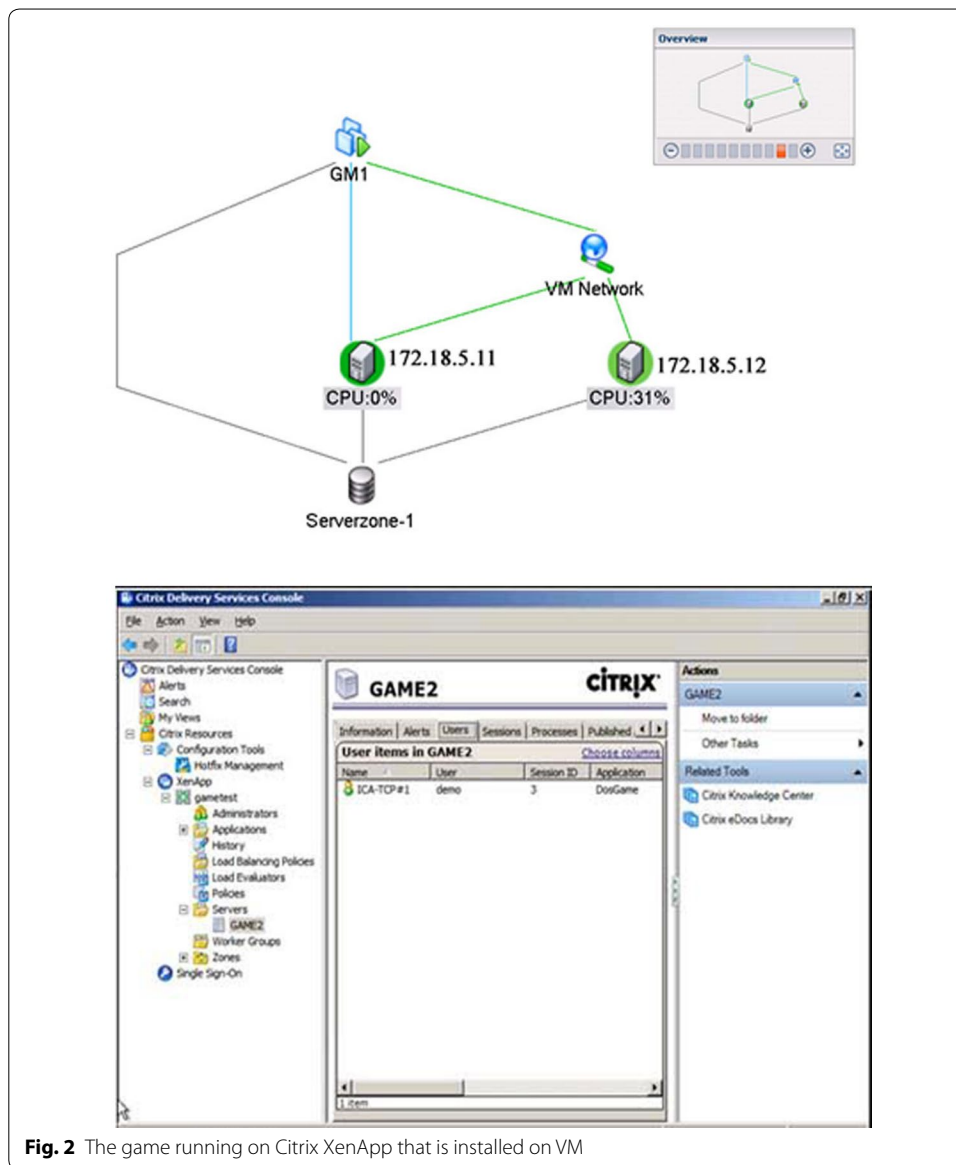 Overview
GM1
VM Network
172.18.5.11
172.18.5.12
CPU:0%
CPU:31%
Serverzone-1
Citrix Delivery Services Console
File Action View Help
Citrix Delivery Services Console
Alerts
Search
My Views
Citrix Resources
Configuration Tools
Hotfix Management
XenApp
gametest
Administrators
Applications
History
Load Balancing Policies
Load Evaluators
Policies
Servers
GAME2
Worker Groups
Zones
Single Sign-On
GAME2
CITRIX
Information Alerts Users Sessions Processes Published
User items in GAME2 Choose columns
Name User Session ID Application
ICA-TCP#1 demo 3 DosGame
1 item
Actions
GAME2
Move to folder
Other Tasks
Related Tools
Citrix Knowledge Center
Citrix eDocs Library
Fig. 2 The game running on Citrix XenApp that is installed on VM